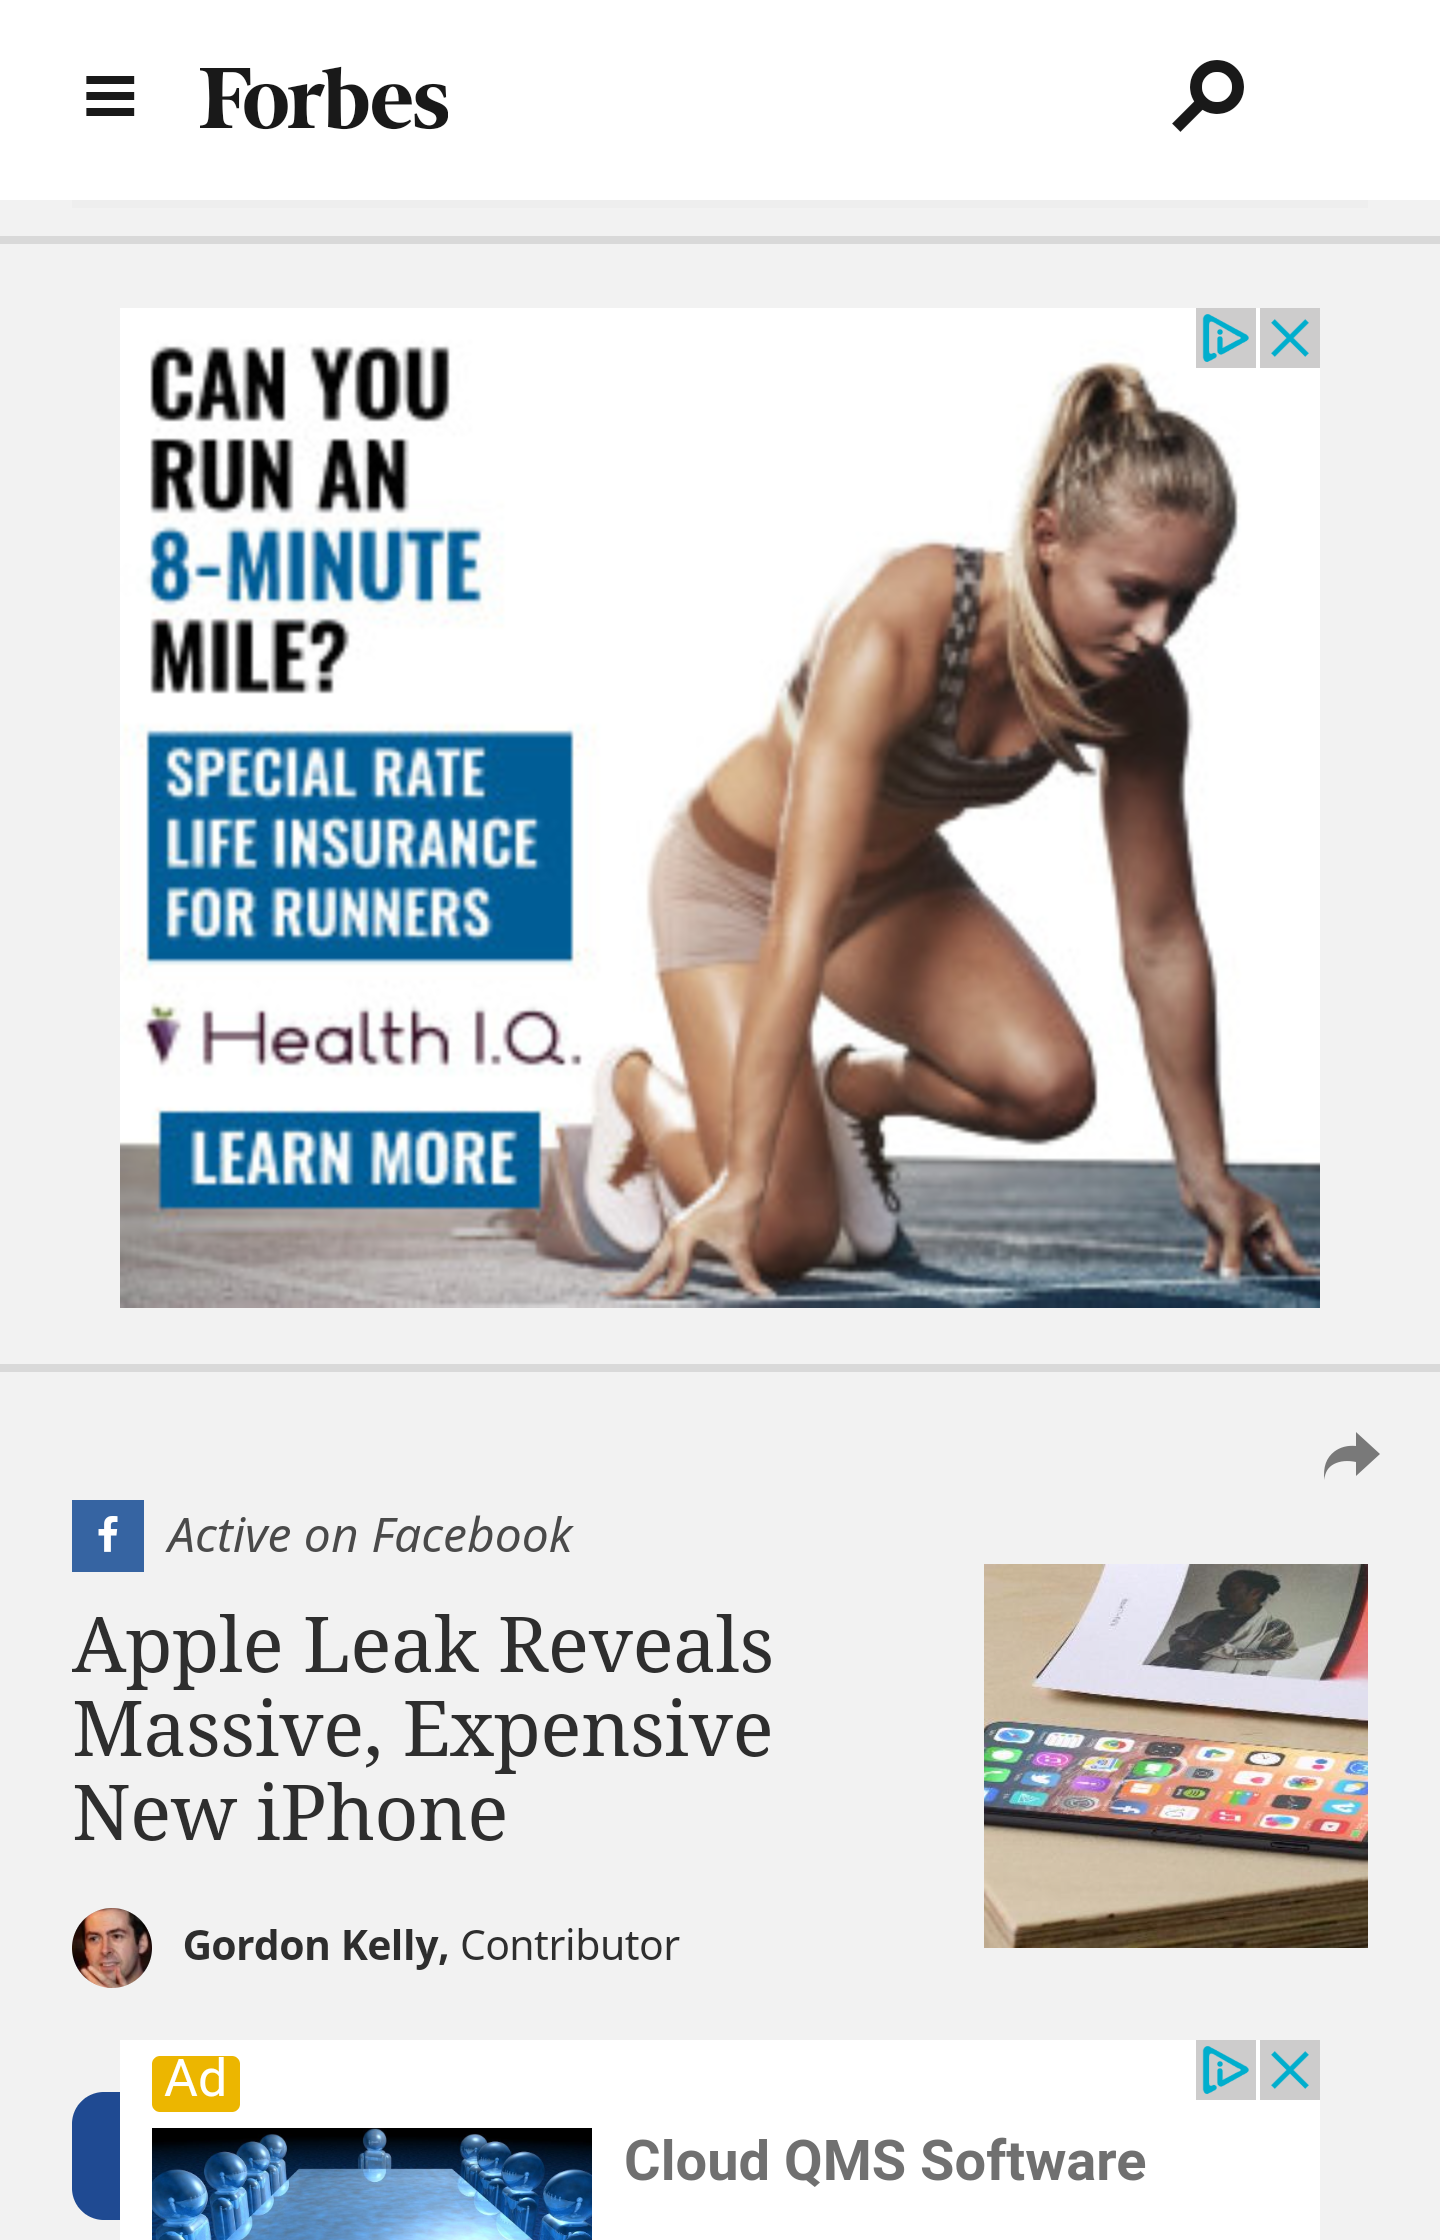 Forbes
CAN YOU
RUN AN
8-MINUTE
MILE?
SPECIAL RATE
LIFE INSURANCE
FOR RUNNERS
Health I.Q.
LEARN MORE
Active on Facebook
Apple Leak Reveals
Massive, Expensive
New iPhone
Gordon Kelly, Contributor
Ad
Cloud QMS Software